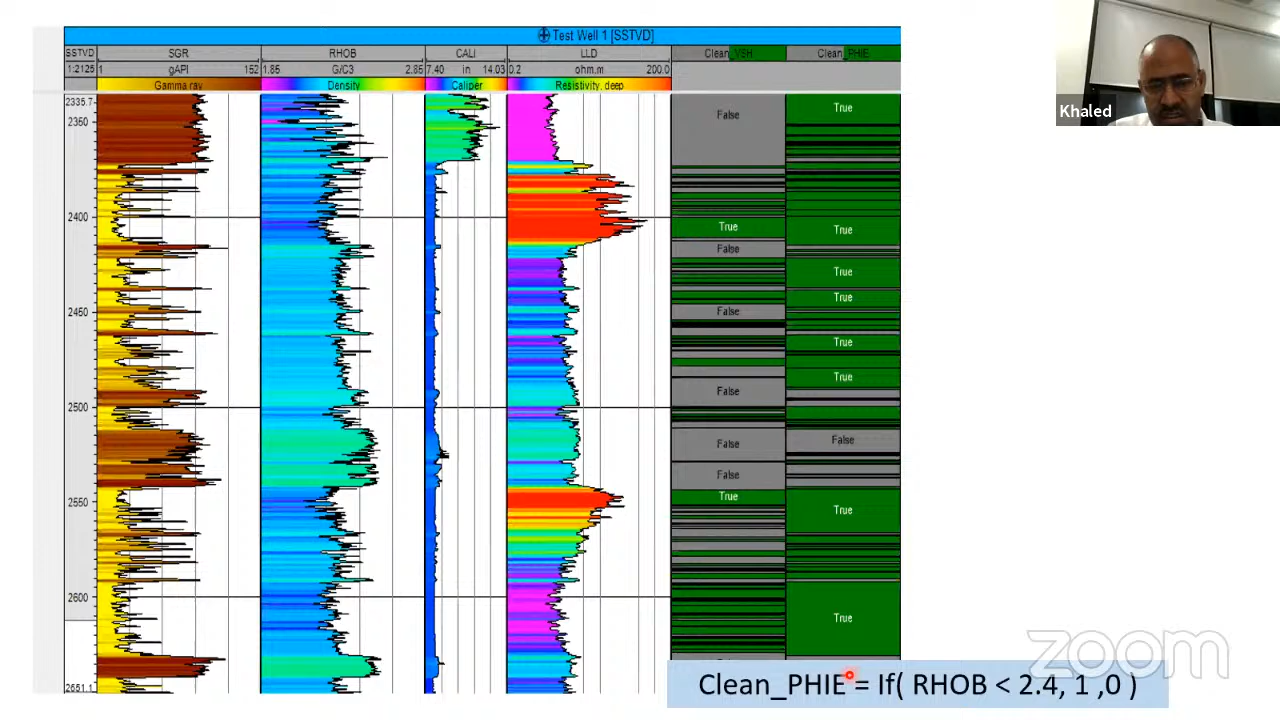 Test Well 1 [SSTVD]
SSTVD SGR RHOB CALI LLD Clean_VSH Clean_PHIE
1:2125 1 gAPI 152 1.85 G/C3 2.85 7.40 in 14.03 0.2 ohm.m 200.0
Gamma ray Density Caliper Resistivity, deep
2335.7
2350
2400
2450
2500
2550
2600
2651.1
False
True
False
False
False
False
False
True
True
True
True
True
True
True
False
True
True
Clean_PHIE = If( RHOB < 2.4, 1 ,0 )
Khaled
zoom